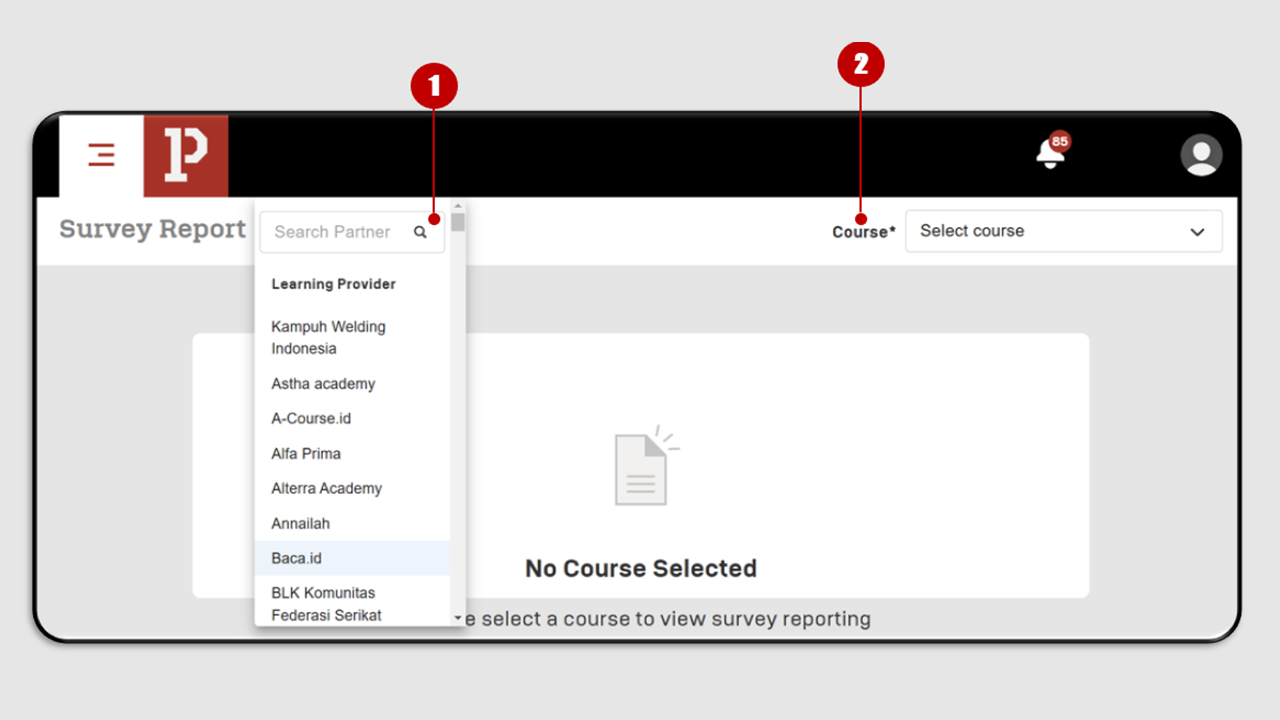 1
2
P
85
Survey Report
Search Partner
Course*
Select course
Learning Provider
Kampuh Welding
Indonesia
Astha academy
A-Course.id
Alfa Prima
Alterra Academy
Annailah
Baca.id
BLK Komunitas
Federasi Serikat
No Course Selected
e select a course to view survey reporting